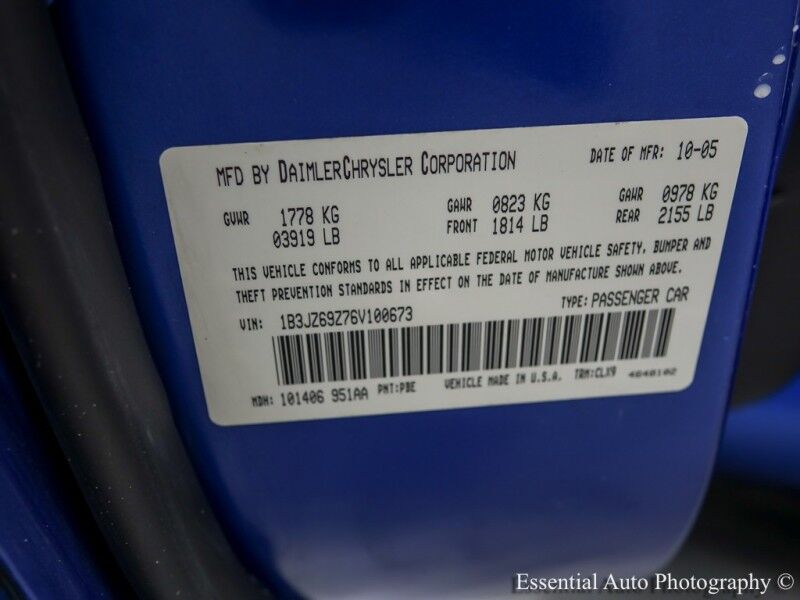 MFD BY DAIMLERCHRYSLER CORPORATION DATE OF MFR: 10-05
GVWR 1778 KG GAWR 0823 KG GAWR 0978 KG
03919 LB FRONT 1814 LB REAR 2155 LB
THIS VEHICLE CONFORMS TO ALL APPLICABLE FEDERAL MOTOR VEHICLE SAFETY, BUMPER AND
THEFT PREVENTION STANDARDS IN EFFECT ON THE DATE OF MANUFACTURE SHOWN ABOVE.
VIN: 1B3JZ69Z76V100673 TYPE: PASSENGER CAR
MDH: 101406 951AA PNT:PBE VEHICLE MADE IN U.S.A. TRM:CLX9 4640102
Essential Auto Photography ©